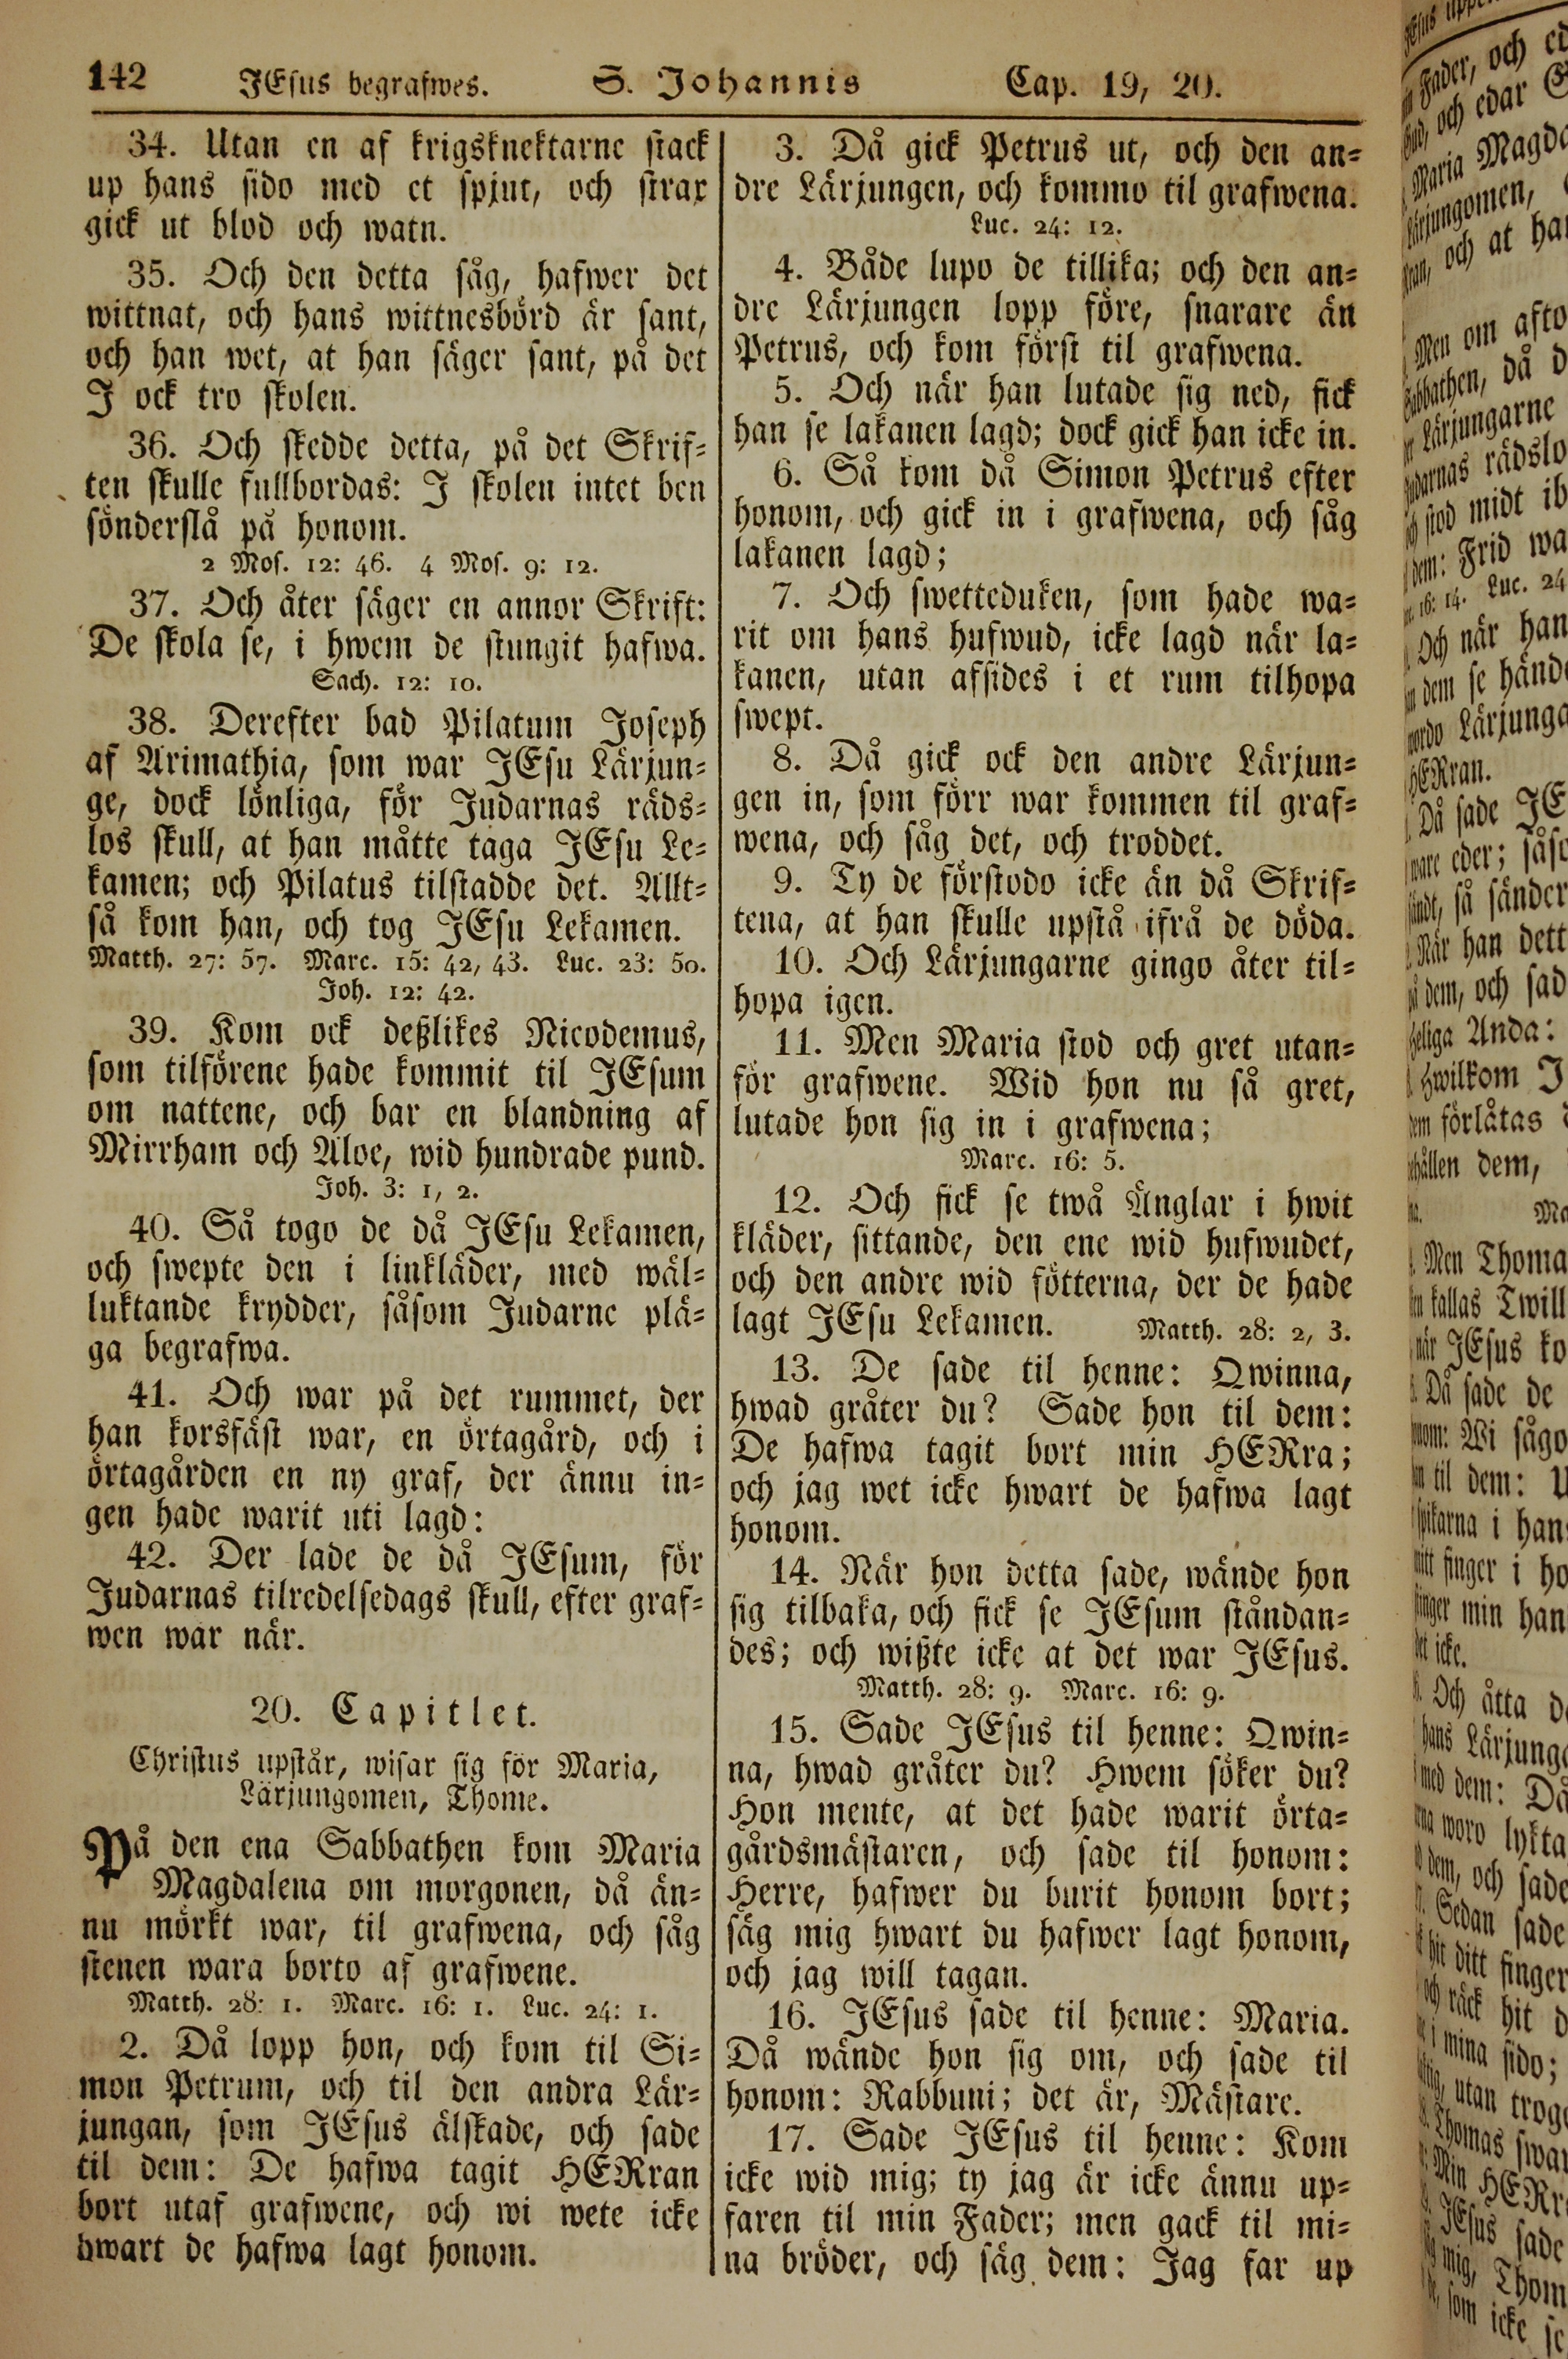 142 JEsus begrafwes. S. Johannis Cap. 19, 20.
34. Utan en af krigsknektarne stack
up hans sido med et spjut, och strax
gick ut blod och watn.
35. Och den detta såg, hafwer det
wittnat, och hans wittnesbörd är sant,
och han wet, at han säger sant, på det
I ock tro skolen.
36. Och skedde detta, på det Skrif-
ten skulle fullbordas: I skolen intet ben
sönderslå på honom.
2 Mos. 12: 46. 4 Mos. 9: 12.
37. Och åter säger en annor Skrift:
De skola se, i hwem de stungit hafwa.
Sach. 12: 10.
38. Derefter bad Pilatum Joseph
af Arimathia, som war JEsu Lärjun-
ge, dock lönliga, för Judarnas räds-
los skull, at han måtte taga JEsu Le-
kamen; och Pilatus tilstadde det. Allt-
så kom han, och tog JEsu Lekamen.
Matth. 27: 57. Marc. 15: 42, 43. Luc. 23: 50.
Joh. 12: 42.
39. Kom ock deßlikes Nicodemus,
som tilförene hade kommit til JEsum
om nattene, och bar en blandning af
Mirrham och Aloe, wid hundrade pund.
Joh. 3: 1, 2.
40. Så togo de då JEsu Lekamen,
och swepte den i linkläder, med wäl-
luktande krydder, såsom Judarne plä-
ga begrafwa.
41. Och war på det rummet, der
han korsfäst war, en örtagård, och i
örtagården en ny graf, der ännu in-
gen hade warit uti lagd:
42. Der lade de då JEsum, för
Judarnas tilredelsedags skull, efter graf-
wen war när.
20. Capitlet.
Christus upstår, wisar sig för Maria,
Lärjungomen, Thome.
På den ena Sabbathen kom Maria
Magdalena om morgonen, då än-
nu mörkt war, til grafwena, och såg
stenen wara borto af grafwene.
Matth. 28: 1. Marc. 16: 1. Luc. 24: 1.
2. Då lopp hon, och kom til Si-
mon Petrum, och til den andra Lär-
jungan, som JEsus älskade, och sade
til dem: De hafwa tagit HERran
bort utaf grafwene, och wi wete icke
hwart de hafwa lagt honom.
3. Då gick Petrus ut, och den an-
dre Lärjungen, och kommo til grafwena.
Luc. 24: 12.
4. Både lupo de tillika; och den an-
dre Lärjungen lopp före, snarare än
Petrus, och kom först til grafwena.
5. Och när han lutade sig ned, fick
han se lakanen lagd; dock gick han icke in.
6. Så kom då Simon Petrus efter
honom, och gick in i grafwena, och såg
lakanen lagd;
7. Och swetteduken, som hade wa-
rit om hans hufwud, icke lagd när la-
kanen, utan afsides i et rum tilhopa
swept.
8. Då gick ock den andre Lärjun-
gen in, som förr war kommen til graf-
wena, och såg det, och troddet.
9. Ty de förstodo icke än då Skrif-
tena, at han skulle upstå ifrå de döda.
10. Och Lärjungarne gingo åter til-
hopa igen.
11. Men Maria stod och gret utan-
för grafwene. Wid hon nu så gret,
lutade hon sig in i grafwena;
Marc. 16: 5.
12. Och fick se twå Änglar i hwit
kläder, sittande, den ene wid hufwudet,
och den andre wid fötterna, der de hade
lagt JEsu Lekamen. Matth. 28: 2, 3.
13. De sade til henne: Qwinna,
hwad gråter du? Sade hon til dem:
De hafwa tagit bort min HERra;
och jag wet icke hwart de hafwa lagt
honom.
14. När hon detta sade, wände hon
sig tilbaka, och fick se JEsum ståndan-
des; och wißte icke at det war JEsus.
Matth. 28: 9. Marc. 16: 9.
15. Sade JEsus til henne: Qwin-
na, hwad gråter du? Hwem söker du?
Hon mente, at det hade warit örta-
gårdsmästaren, och sade til honom:
Herre, hafwer du burit honom bort;
säg mig hwart du hafwer lagt honom,
och jag will tagan.
16. JEsus sade til henne: Maria.
Då wände hon sig om, och sade til
honom: Rabbuni; det är, Mästare.
17. Sade JEsus til henne: Kom
icke wid mig; ty jag är icke ännu up-
faren til min Fader; men gack til mi-
na bröder, och säg dem: Jag far up